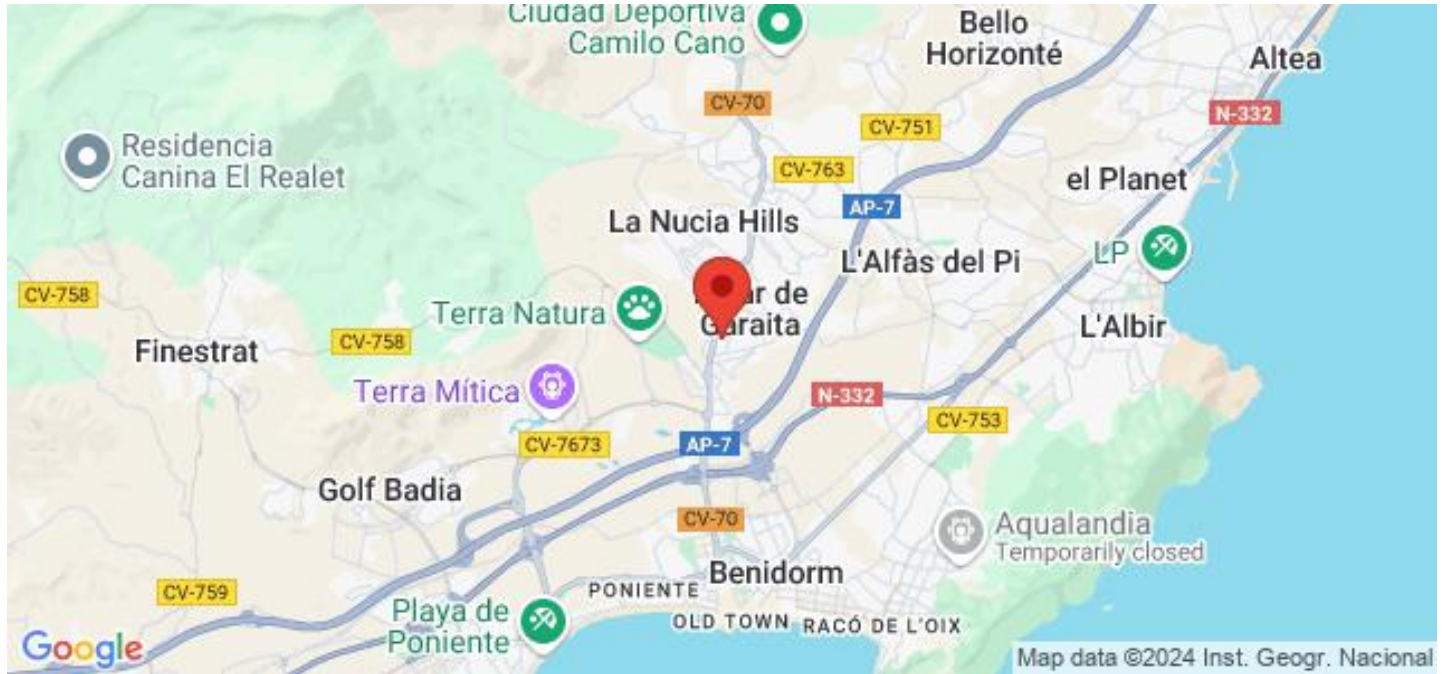 Ciudad Deportiva
Camilo Cano
Bello
Horizonté
Altea
CV-70
N-332
CV-751
Residencia
Canina El Realet
CV-763
el Planet
AP-7
La Nucia Hills
LP
L'Alfàs del Pi
CV-758
Terra Natura
ar de
Garaita
L'Albir
Finestrat
CV-758
Terra Mítica
N-332
CV-753
CV-7673
AP-7
Golf Badia
CV-70
Aqualandia
Temporarily closed
Benidorm
CV-759
PONIENTE
Playa de
Poniente
OLD TOWN
RACÓ DE L'OIX
Google
Map data ©2024 Inst. Geogr. Nacional